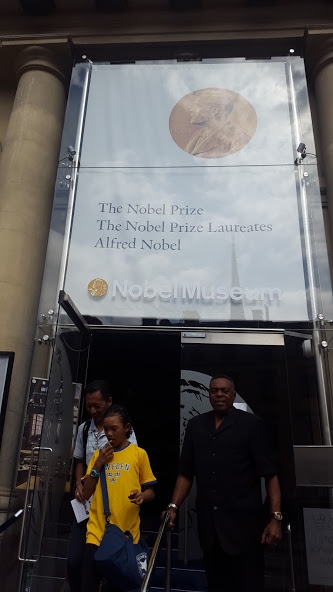 The Nobel Prize
The Nobel Prize Laureates
Alfred Nobel
NobelMuseum